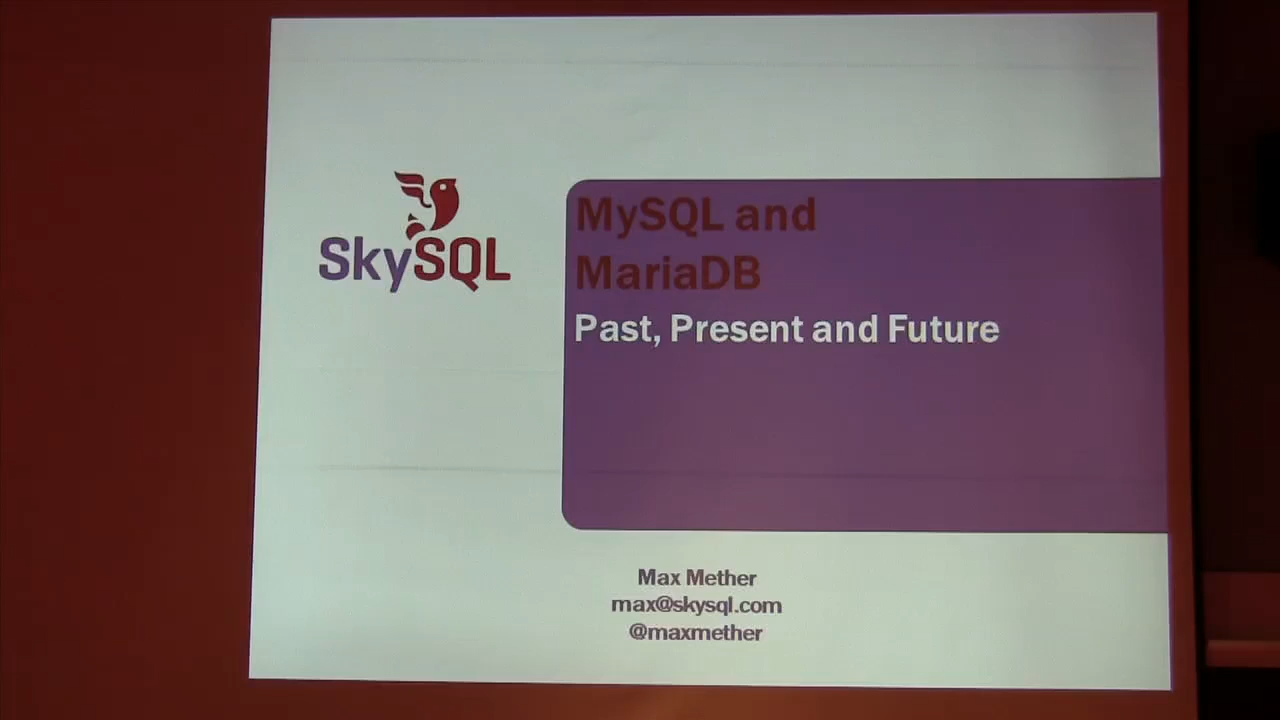 SkySQL
MySQL and
MariaDB
Past, Present and Future
Max Mether
max@skysql.com
@maxmether